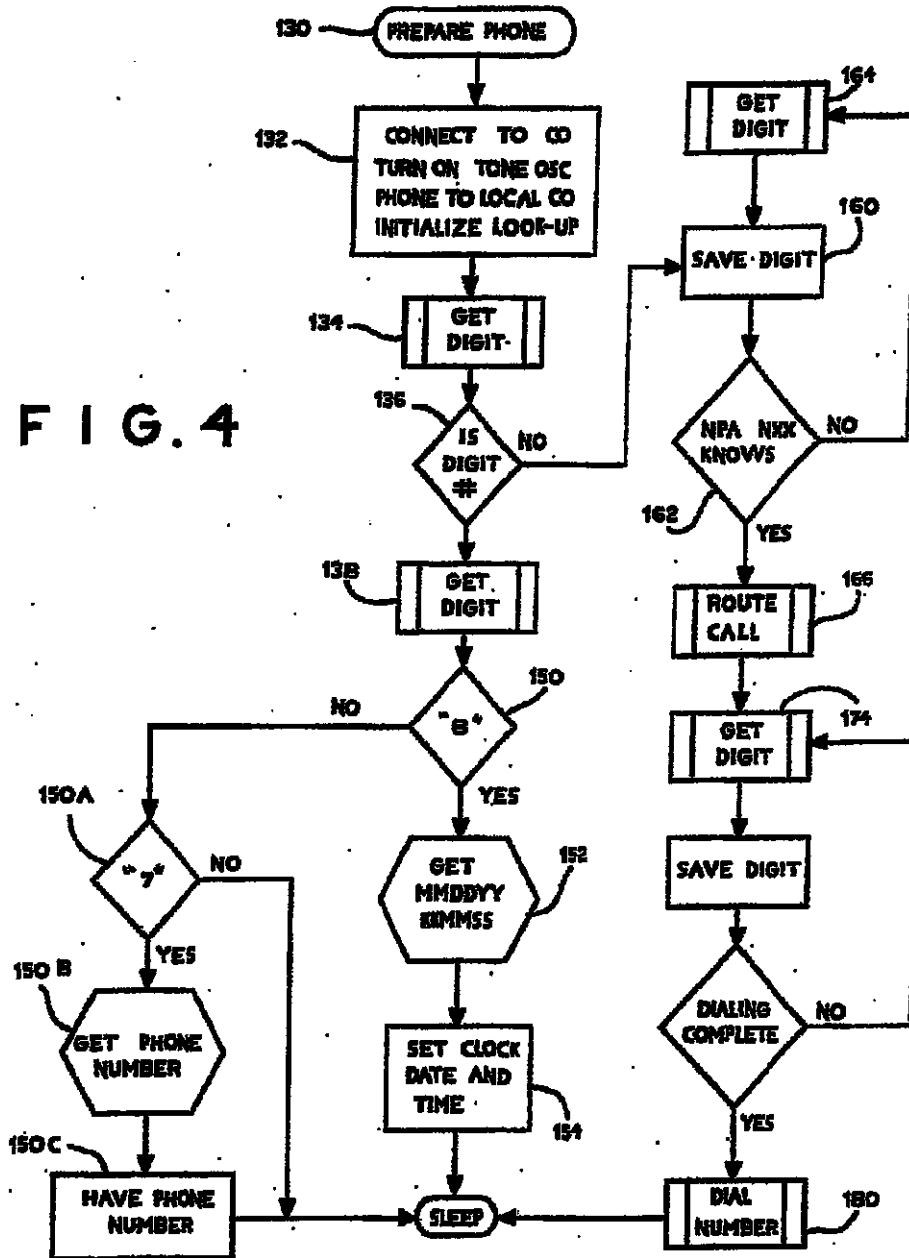 130
PREPARE PHONE
132
CONNECT TO CO
TURN ON TONE OSC
PHONE TO LOCAL CO
INITIALIZE LOOK-UP
134
GET
DIGIT
FIG. 4
136
IS
DIGIT
#
NO
138
GET
DIGIT
150
"8"
NO
YES
150A
"7"
NO
YES
150B
GET PHONE
NUMBER
150C
HAVE PHONE
NUMBER
152
GET
MMDDYY
MMSS
SET CLOCK
DATE AND
TIME
154
SLEEP
164
GET
DIGIT
160
SAVE DIGIT
NPA NXX
KNOWS
NO
162
YES
ROUTE
CALL
166
GET
DIGIT
174
SAVE DIGIT
DIALING
COMPLETE
NO
YES
DIAL
NUMBER
180